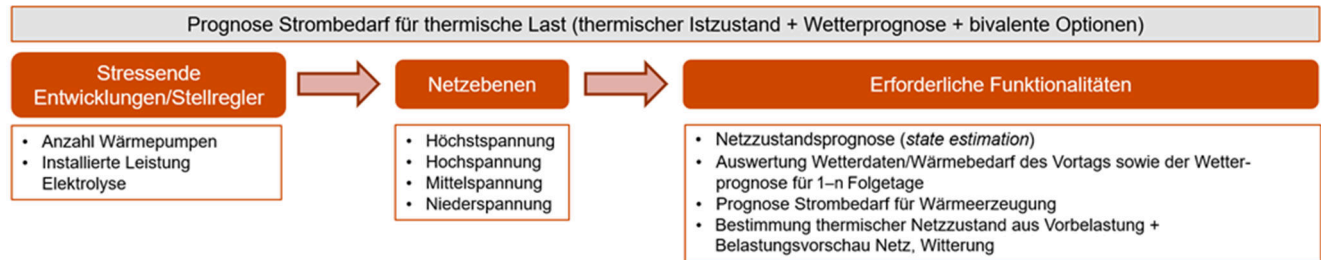 Prognose Strombedarf für thermische Last (thermischer Istzustand + Wetterprognose + bivalente Optionen)
Stressende
Entwicklungen/Stellregler
• Anzahl Wärmepumpen
• Installierte Leistung
Elektrolyse
Netzebenen
• Höchstspannung
• Hochspannung
• Mittelspannung
• Niederspannung
Erforderliche Funktionalitäten
• Netzzustandsprognose (state estimation)
• Auswertung Wetterdaten/Wärmebedarf des Vortags sowie der Wetter-
prognose für 1–n Folgetage
• Prognose Strombedarf für Wärmeerzeugung
• Bestimmung thermischer Netzzustand aus Vorbelastung +
Belastungsvorschau Netz, Witterung